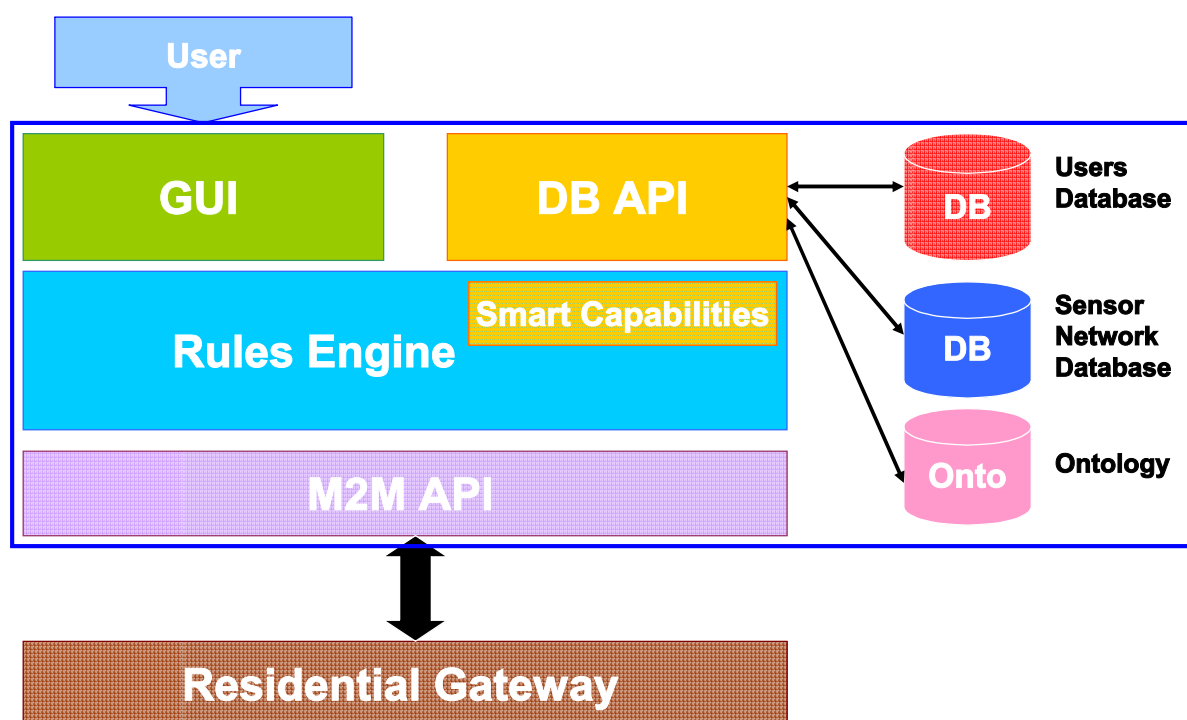 User
GUI
DB API
DB
Users
Database
Smart Capabilities
Rules Engine
DB
Sensor
Network
Database
Onto
Ontology
M2M API
Residential Gateway